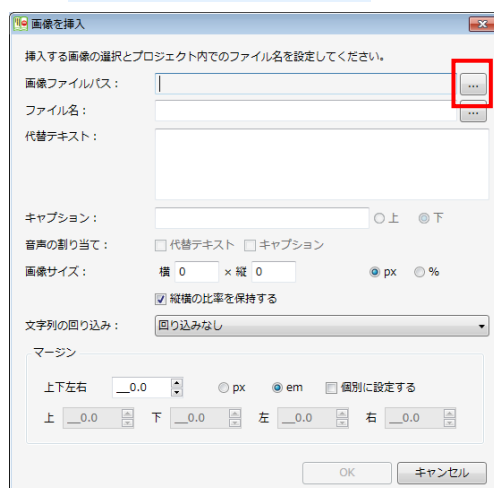 画像を挿入
挿入する画像の選択とプロジェクト内でのファイル名を設定してください。
画像ファイルパス： ...
ファイル名： ...
代替テキスト：
キャプション： 上 下
音声の割り当て： 代替テキスト キャプション
画像サイズ： 横 0 ×縦 0 px %
縦横の比率を保持する
文字列の回り込み： 回り込みなし
マージン
上下左右 __0.0 px em 個別に設定する
上 __0.0 下 __0.0 左 __0.0 右 __0.0
OK キャンセル